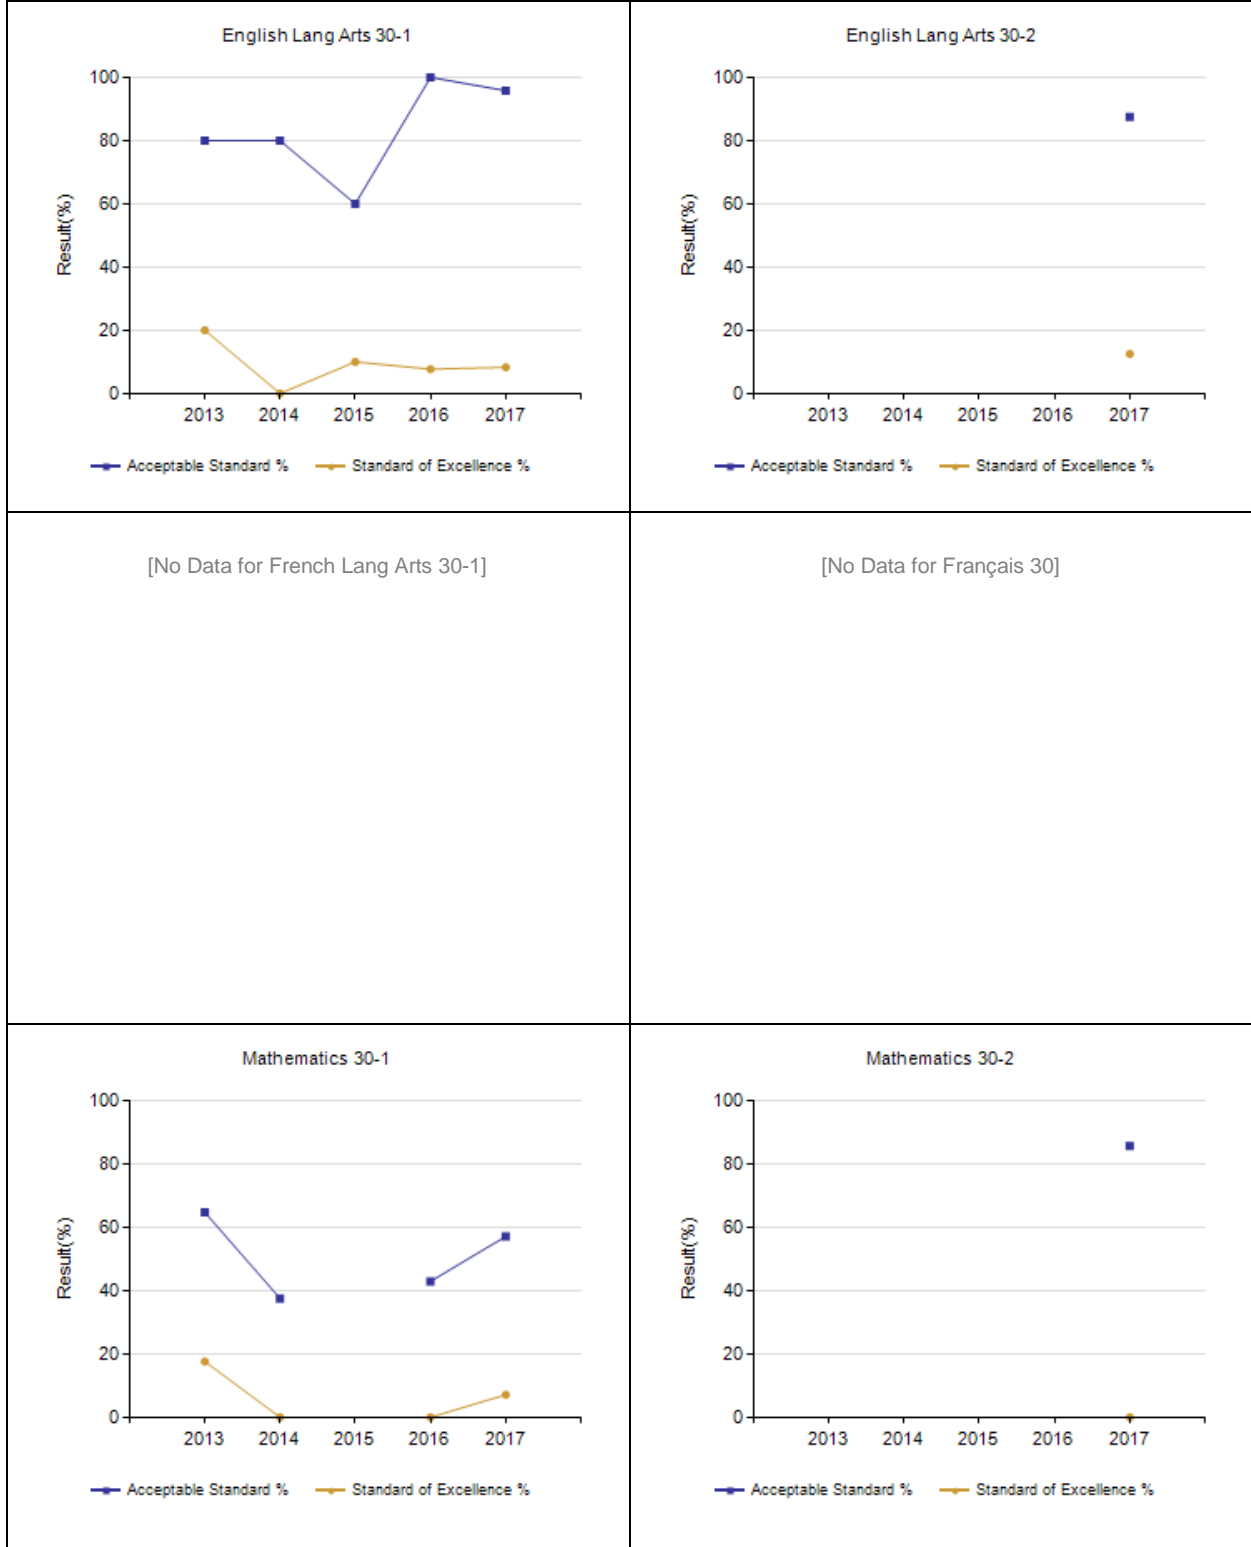 English Lang Arts 30-1
100
80
60
40
20
0
Result(%)
2013 2014 2015 2016 2017
Acceptable Standard % Standard of Excellence %
English Lang Arts 30-2
100
80
60
40
20
0
Result(%)
2013 2014 2015 2016 2017
Acceptable Standard % Standard of Excellence %
[No Data for French Lang Arts 30-1]
[No Data for Français 30]
Mathematics 30-1
100
80
60
40
20
0
Result(%)
2013 2014 2015 2016 2017
Acceptable Standard % Standard of Excellence %
Mathematics 30-2
100
80
60
40
20
0
Result(%)
2013 2014 2015 2016 2017
Acceptable Standard % Standard of Excellence %